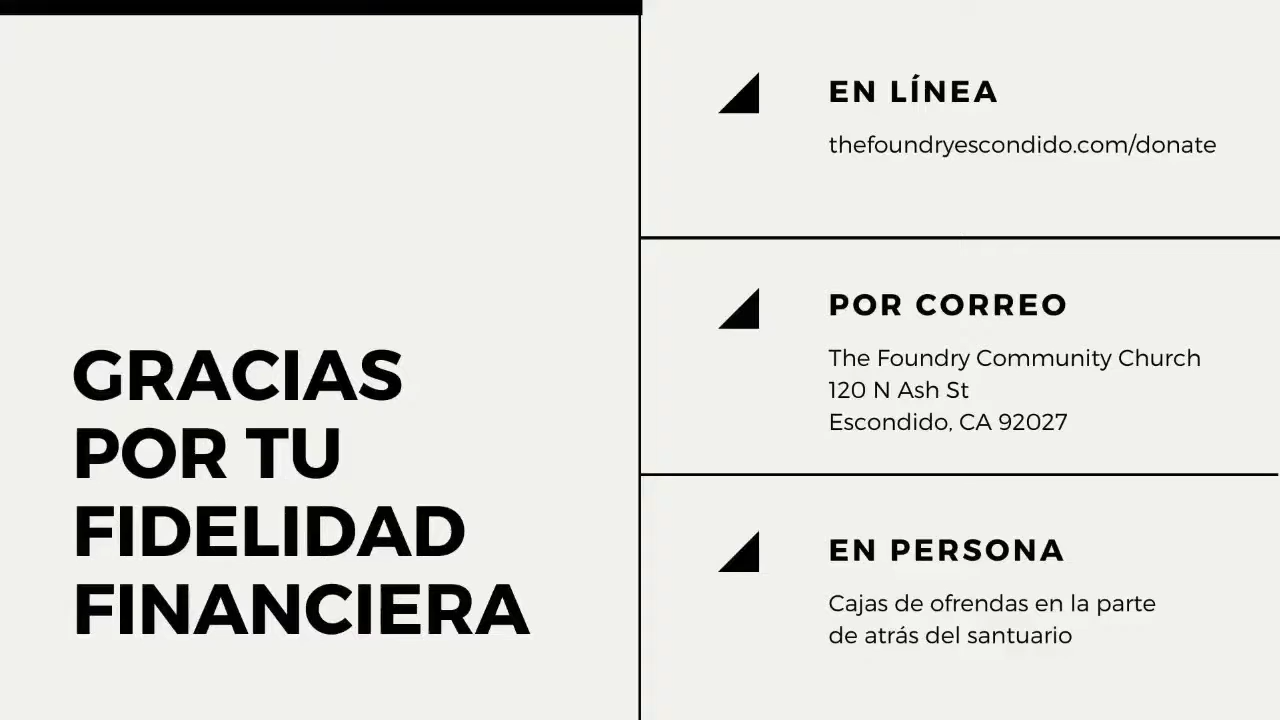 GRACIAS
POR TU
FIDELIDAD
FINANCIERA
EN LÍNEA
thefoundryescondido.com/donate
POR CORREO
The Foundry Community Church
120 N Ash St
Escondido, CA 92027
EN PERSONA
Cajas de ofrendas en la parte
de atrás del santuario